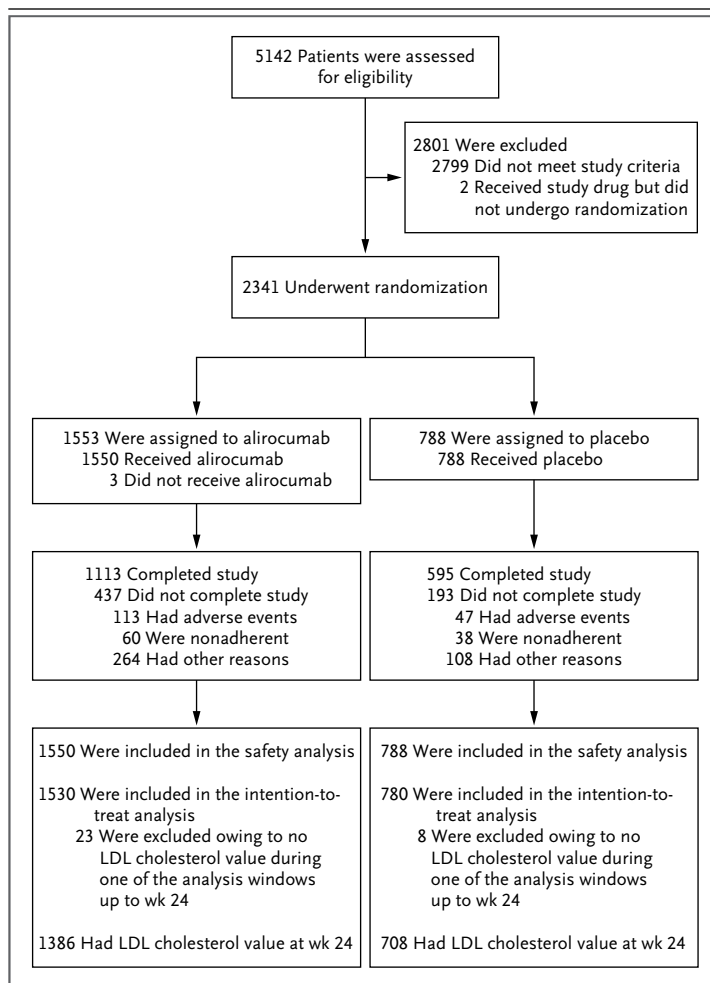 5142 Patients were assessed
for eligibility
2801 Were excluded
2799 Did not meet study criteria
2 Received study drug but did
not undergo randomization
2341 Underwent randomization
1553 Were assigned to alirocumab
1550 Received alirocumab
3 Did not receive alirocumab
788 Were assigned to placebo
788 Received placebo
1113 Completed study
437 Did not complete study
113 Had adverse events
60 Were nonadherent
264 Had other reasons
595 Completed study
193 Did not complete study
47 Had adverse events
38 Were nonadherent
108 Had other reasons
1550 Were included in the safety analysis
1530 Were included in the intention-to-
treat analysis
23 Were excluded owing to no
LDL cholesterol value during
one of the analysis windows
up to wk 24
1386 Had LDL cholesterol value at wk 24
788 Were included in the safety analysis
780 Were included in the intention-to-
treat analysis
8 Were excluded owing to no
LDL cholesterol value during
one of the analysis windows
up to wk 24
708 Had LDL cholesterol value at wk 24